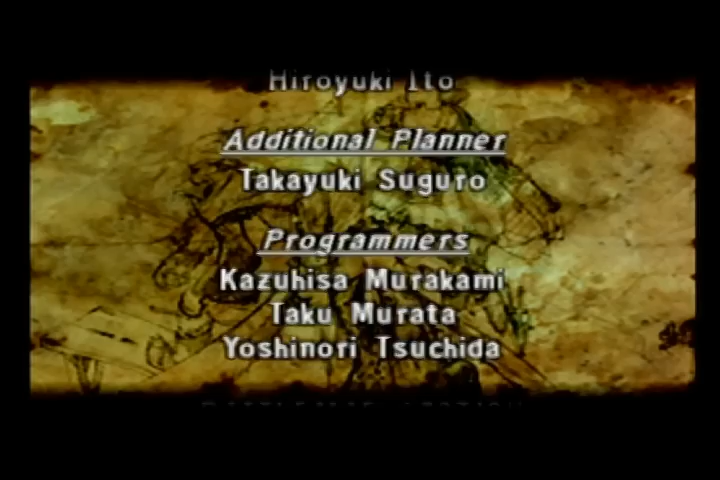 Hiroyuki Ito
Additional Planner
Takayuki Suguro
Programmers
Kazuhisa Murakami
Taku Murata
Yoshinori Tsuchida